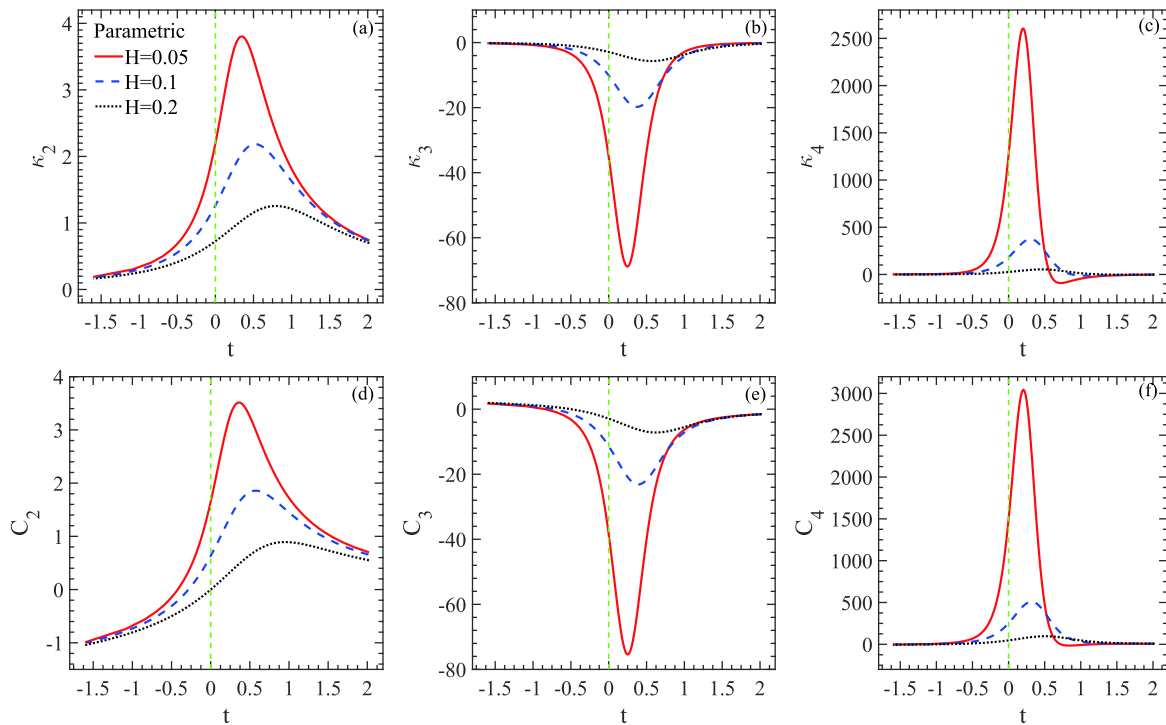 (a)
Parametric
H=0.05
H=0.1
H=0.2
4
3
2
1
0
κ2
-1.5 -1 -0.5 0 0.5 1 1.5 2
t
(b)
0
-20
-40
-60
-80
κ3
-1.5 -1 -0.5 0 0.5 1 1.5 2
t
(c)
2500
2000
1500
1000
500
0
κ4
-1.5 -1 -0.5 0 0.5 1 1.5 2
t
(d)
4
3
2
1
0
-1
C2
-1.5 -1 -0.5 0 0.5 1 1.5 2
t
(e)
0
-20
-40
-60
-80
C3
-1.5 -1 -0.5 0 0.5 1 1.5 2
t
(f)
3000
2500
2000
1500
1000
500
0
C4
-1.5 -1 -0.5 0 0.5 1 1.5 2
t